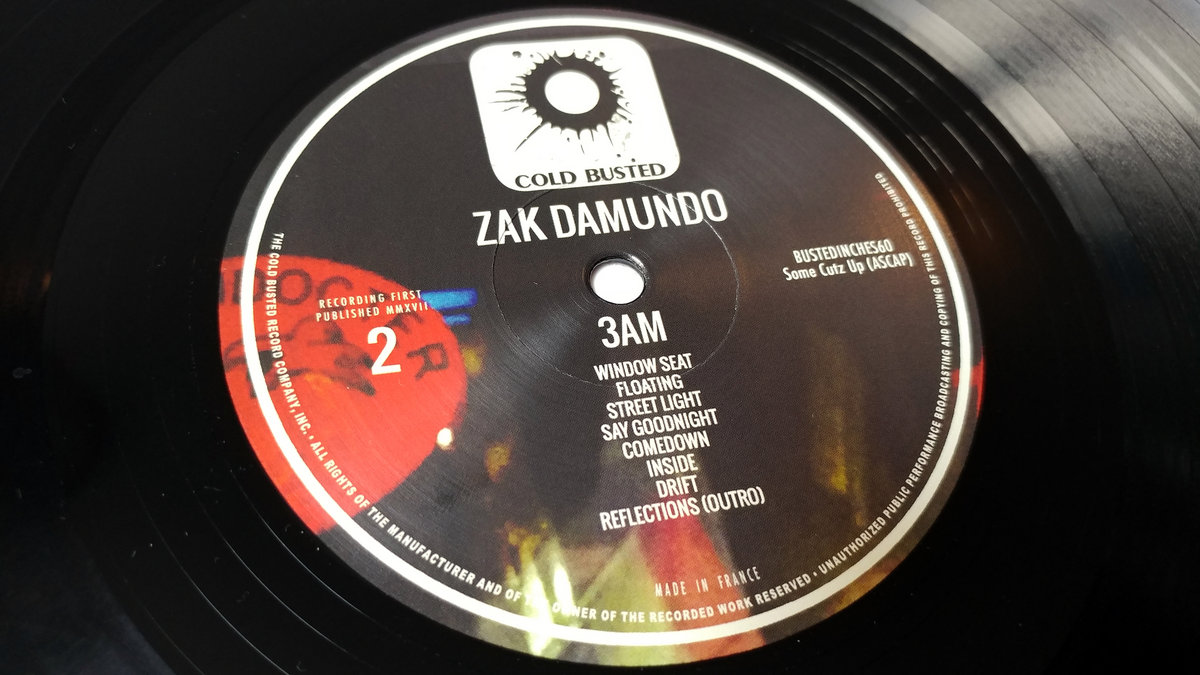 COLD BUSTED
ZAK DAMUNDO
BUSTEDINCHES60
Some Cutz Up (ASCAP)
RECORDING FIRST
PUBLISHED MMXVII
2
3AM
WINDOW SEAT
FLOATING
STREET LIGHT
SAY GOODNIGHT
COMEDOWN
INSIDE
DRIFT
REFLECTIONS (OUTRO)
MADE IN FRANCE
THE COLD BUSTED RECORD COMPANY, INC. • ALL RIGHTS OF THE MANUFACTURER AND OF THE OWNER OF THE RECORDED WORK RESERVED • UNAUTHORIZED PUBLIC PERFORMANCE BROADCASTING AND COPYING OF THIS RECORD PROHIBITED